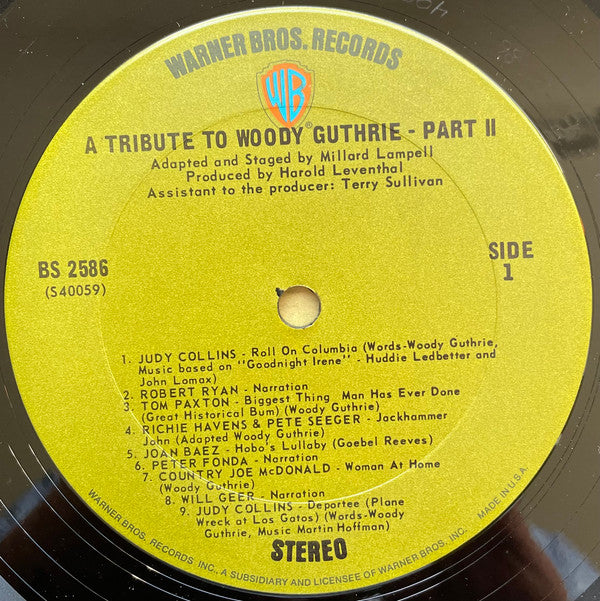 WARNER BROS. RECORDS
WB
®
A TRIBUTE TO WOODY GUTHRIE - PART II
Adapted and Staged by Millard Lampell
Produced by Harold Leventhal
Assistant to the producer: Terry Sullivan
BS 2586
(S40059)
SIDE
1
1. JUDY COLLINS - Roll On Columbia (Words-Woody Guthrie,
Music based on "Goodnight Irene" - Huddie Ledbetter and
John Lomax)
2. ROBERT RYAN - Narration
3. TOM PAXTON - Biggest Thing Man Has Ever Done
(Great Historical Bum) (Woody Guthrie)
4. RICHIE HAVENS & PETE SEEGER - Jackhammer
John (Adapted Woody Guthrie)
5. JOAN BAEZ - Hobo's Lullaby (Goebel Reeves)
6. PETER FONDA - Narration
7. COUNTRY JOE McDONALD - Woman At Home
(Woody Guthrie)
8. WILL GEER - Narration
9. JUDY COLLINS - Deportee (Plane
Wreck at Los Gatos) (Words-Woody
Guthrie, Music Martin Hoffman)
STEREO
WARNER BROS. RECORDS INC., A SUBSIDIARY AND LICENSEE OF WARNER BROS. INC. MADE IN U.S.A.